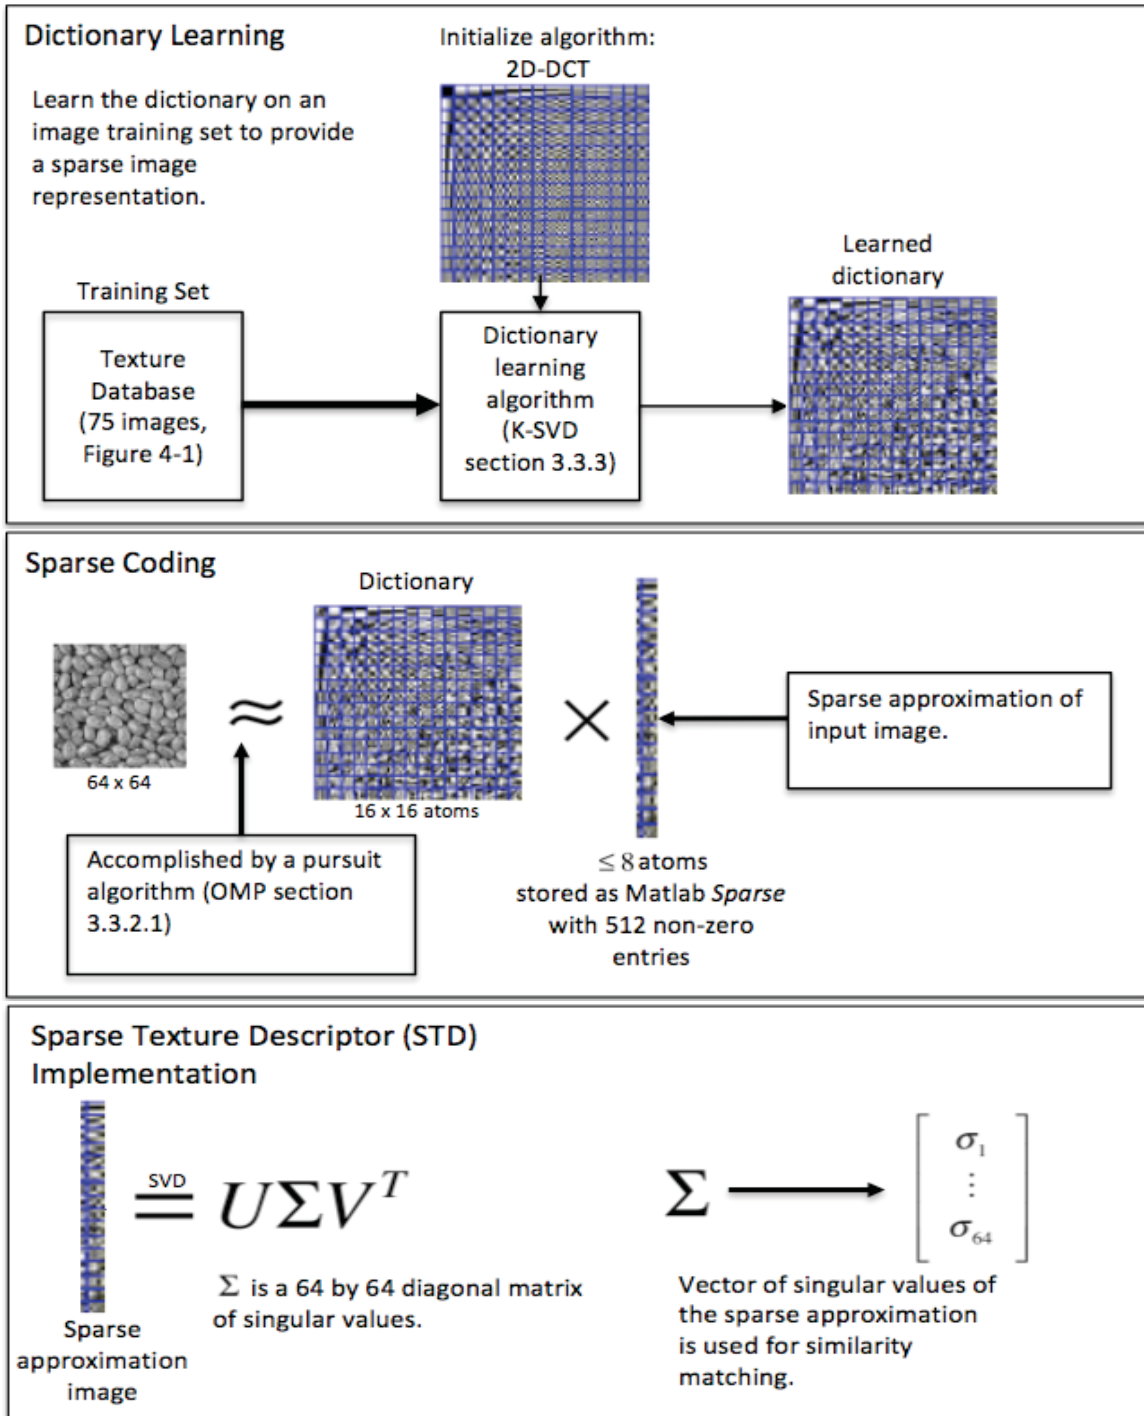 Dictionary Learning
Learn the dictionary on an
image training set to provide
a sparse image
representation.
Initialize algorithm:
2D-DCT
Training Set
Texture
Database
(75 images,
Figure 4-1)
Dictionary
learning
algorithm
(K-SVD
section 3.3.3)
Learned
dictionary
Sparse Coding
64 x 64
≈
Dictionary
16 x 16 atoms
×
Sparse approximation of
input image.
Accomplished by a pursuit
algorithm (OMP section
3.3.2.1)
≤ 8 atoms
stored as Matlab Sparse
with 512 non-zero
entries
Sparse Texture Descriptor (STD)
Implementation
Sparse
approximation
image
SVD
= UΣV^T
Σ is a 64 by 64 diagonal matrix
of singular values.
Σ
σ₁
⋮
σ₆₄
Vector of singular values of
the sparse approximation
is used for similarity
matching.